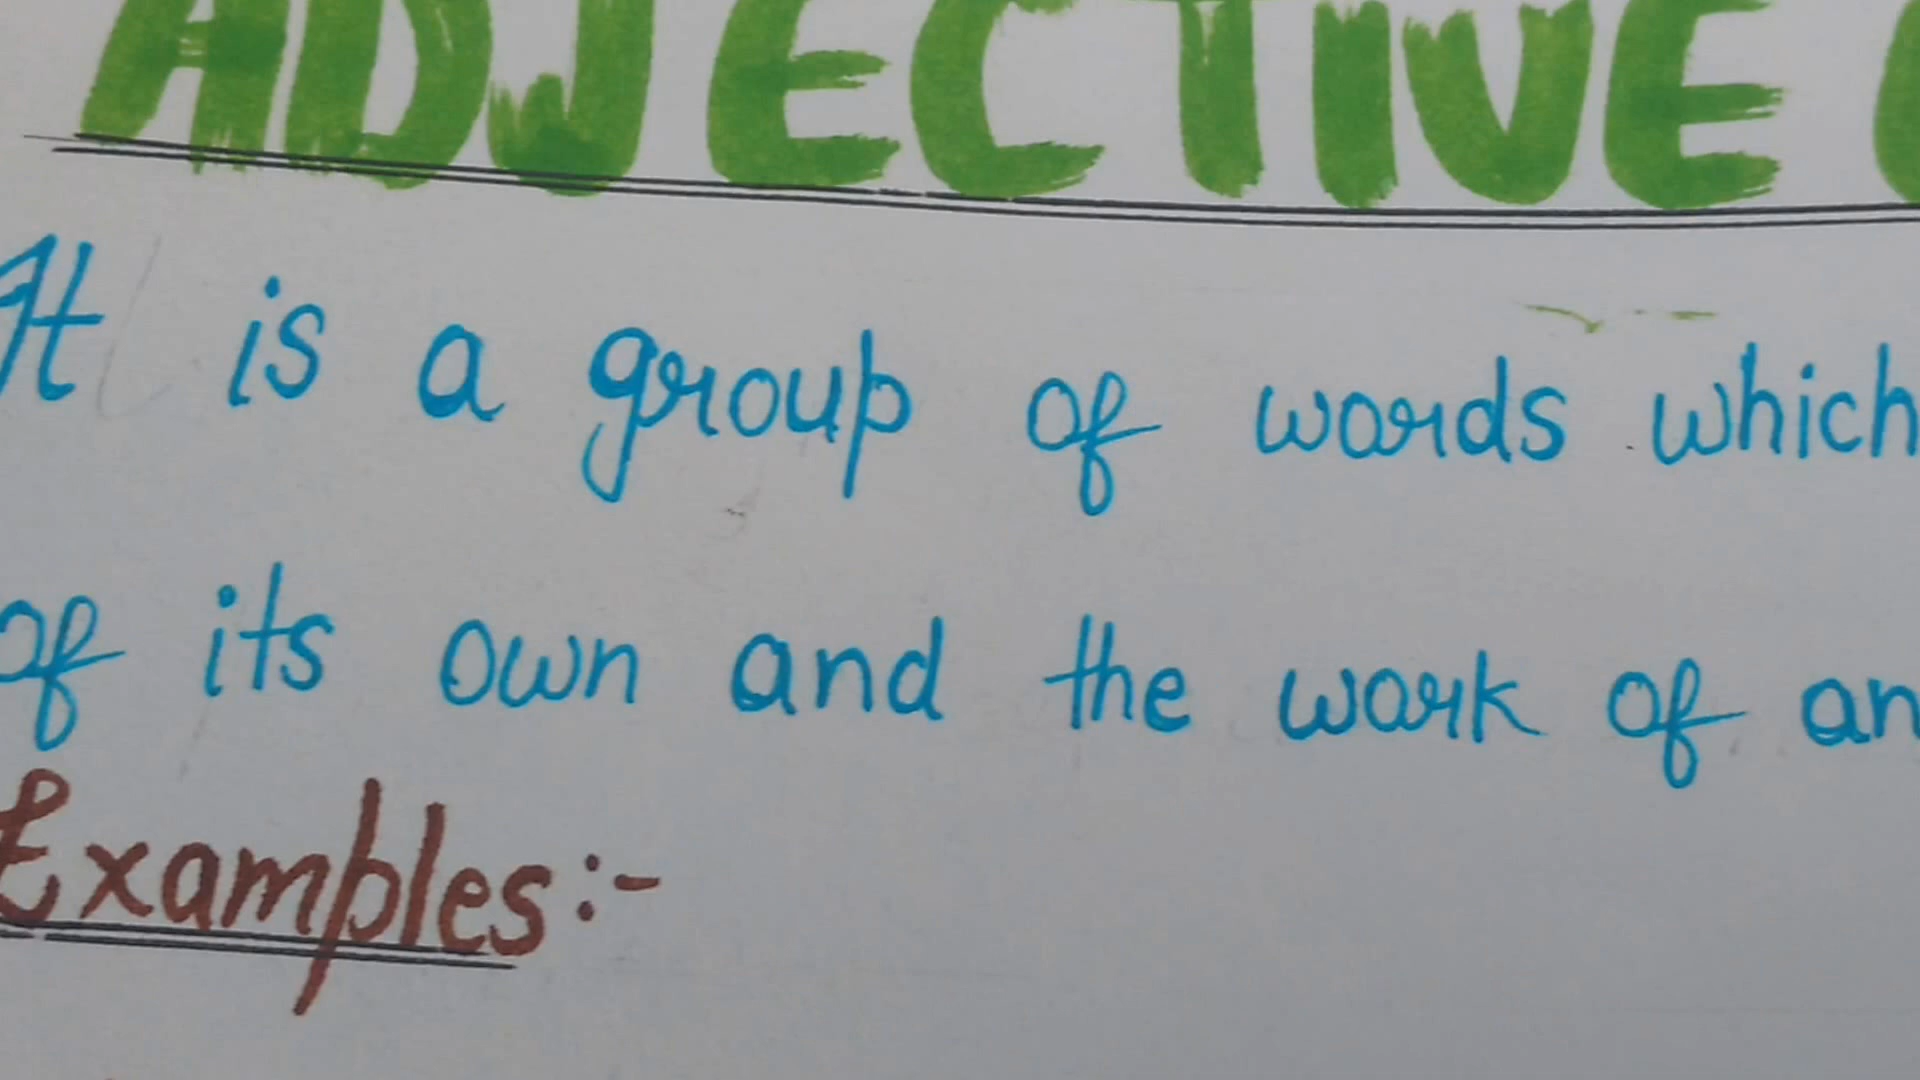 ADJECTIVE
It is a group of words which
of its own and the work of an
Examples:-